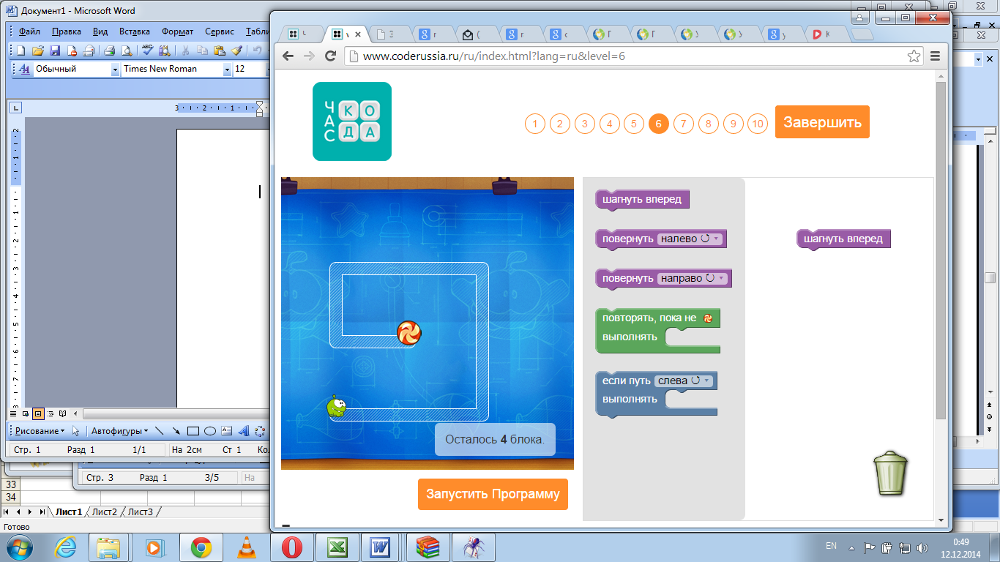 Документ1 - Microsoft Word
Файл Правка Вид Вставка Формат Сервис Табли
Обычный Times New Roman 12
3 2 1
Рисование Автофигуры
Стр. 1 Разд 1 1/1 На 2см Ст 1 Кол
Стр. 3 Разд 1 3/5 На
33
34
Лист1 Лист2 Лист3
Готово
www.coderussia.ru/ru/index.html?lang=ru&level=6
ЧАС КОДА
1 2 3 4 5 6 7 8 9 10 Завершить
Осталось 4 блока.
Запустить Программу
шагнуть вперед
повернуть налево
повернуть направо
повторять, пока не
выполнять
если путь слева
выполнять
шагнуть вперед
EN 0:49
12.12.2014